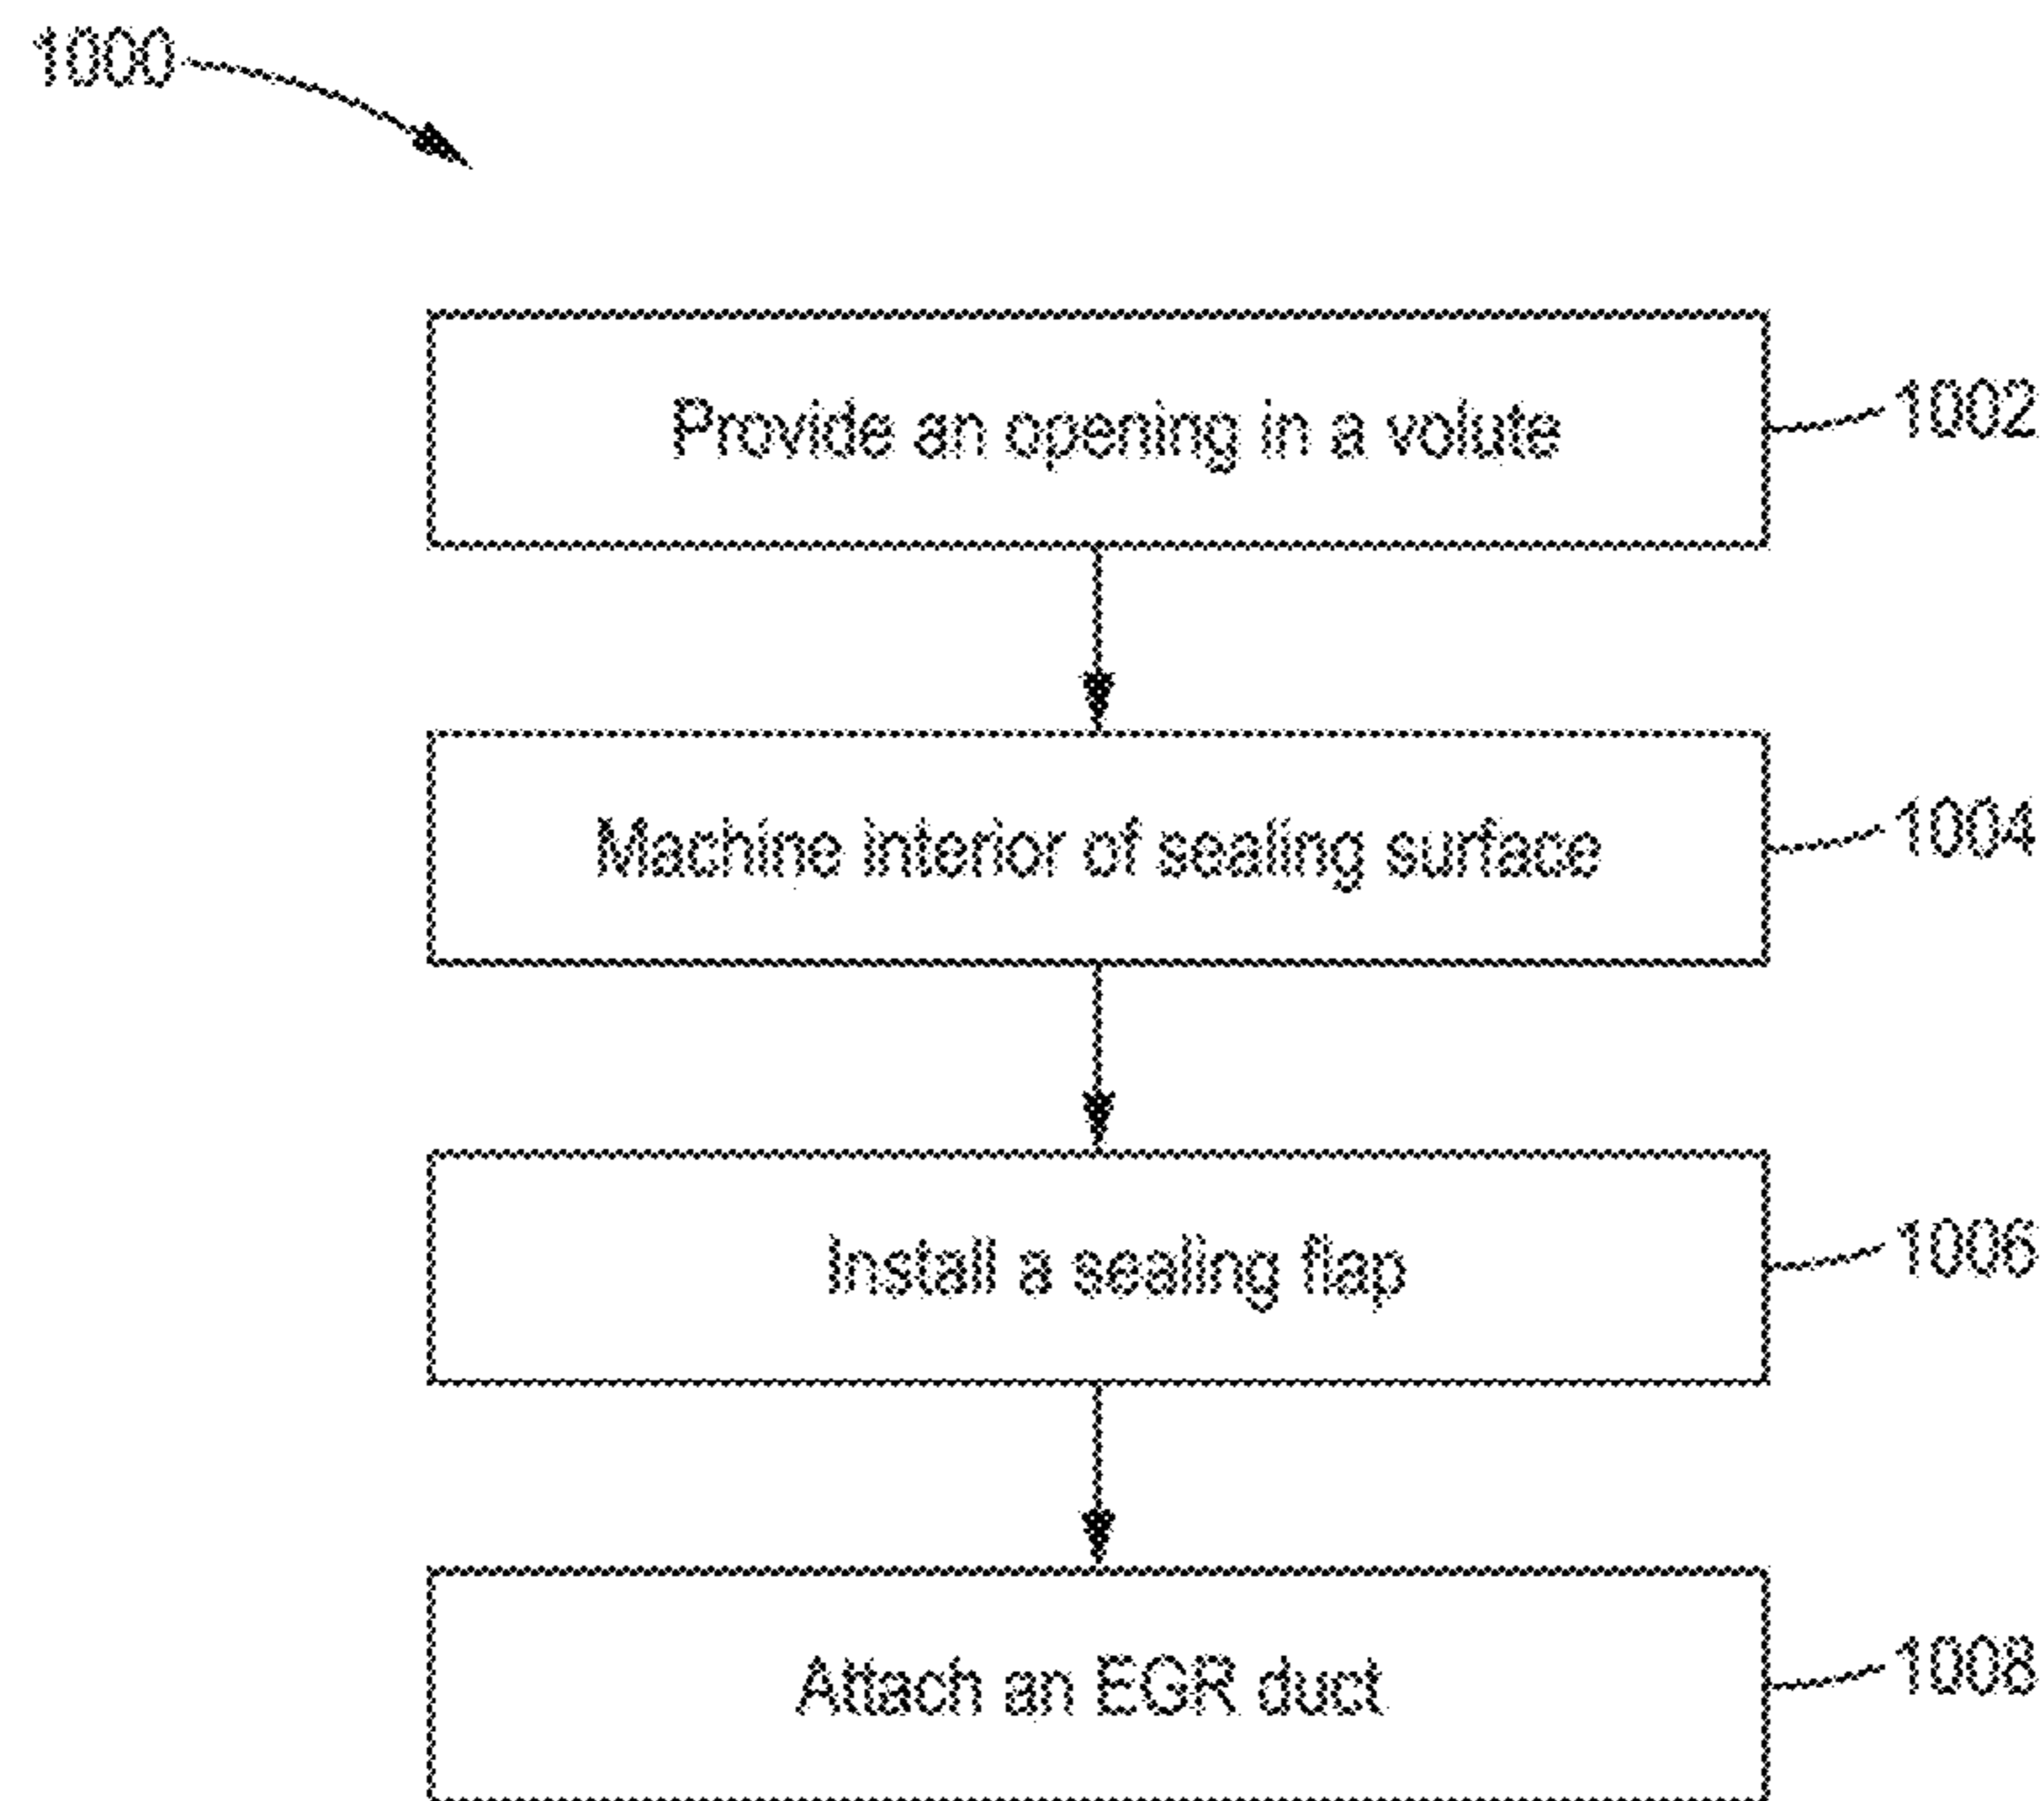 1000
Provide an opening in a volute
1002
Machine interior of sealing surface
1004
Install a sealing flap
1006
Attach an EGR duct
1008